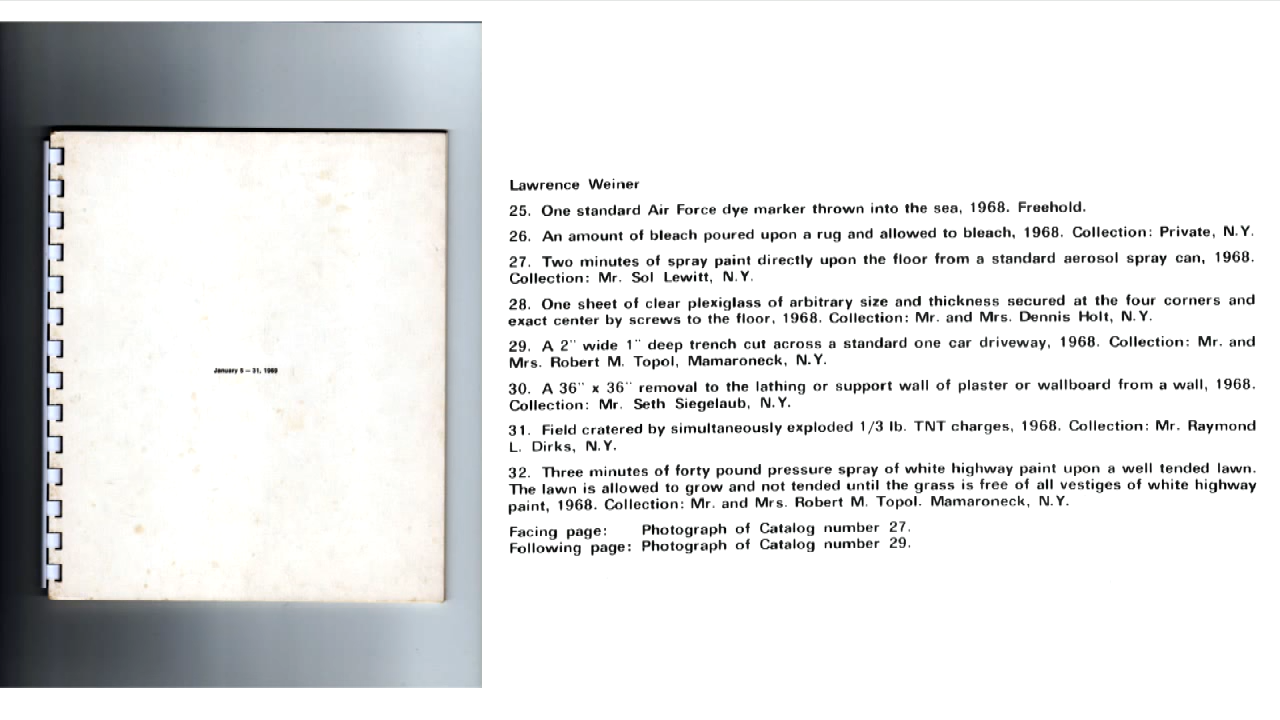 January 5 — 31, 1969
Lawrence Weiner
25. One standard Air Force dye marker thrown into the sea, 1968. Freehold.
26. An amount of bleach poured upon a rug and allowed to bleach, 1968. Collection: Private, N.Y.
27. Two minutes of spray paint directly upon the floor from a standard aerosol spray can, 1968.
Collection: Mr. Sol Lewitt, N.Y.
28. One sheet of clear plexiglass of arbitrary size and thickness secured at the four corners and
exact center by screws to the floor, 1968. Collection: Mr. and Mrs. Dennis Holt, N.Y.
29. A 2" wide 1" deep trench cut across a standard one car driveway, 1968. Collection: Mr. and
Mrs. Robert M. Topol, Mamaroneck, N.Y.
30. A 36" x 36" removal to the lathing or support wall of plaster or wallboard from a wall, 1968.
Collection: Mr. Seth Siegelaub, N.Y.
31. Field cratered by simultaneously exploded 1/3 lb. TNT charges, 1968. Collection: Mr. Raymond
L. Dirks, N.Y.
32. Three minutes of forty pound pressure spray of white highway paint upon a well tended lawn.
The lawn is allowed to grow and not tended until the grass is free of all vestiges of white highway
paint, 1968. Collection: Mr. and Mrs. Robert M. Topol. Mamaroneck, N.Y.
Facing page: Photograph of Catalog number 27.
Following page: Photograph of Catalog number 29.